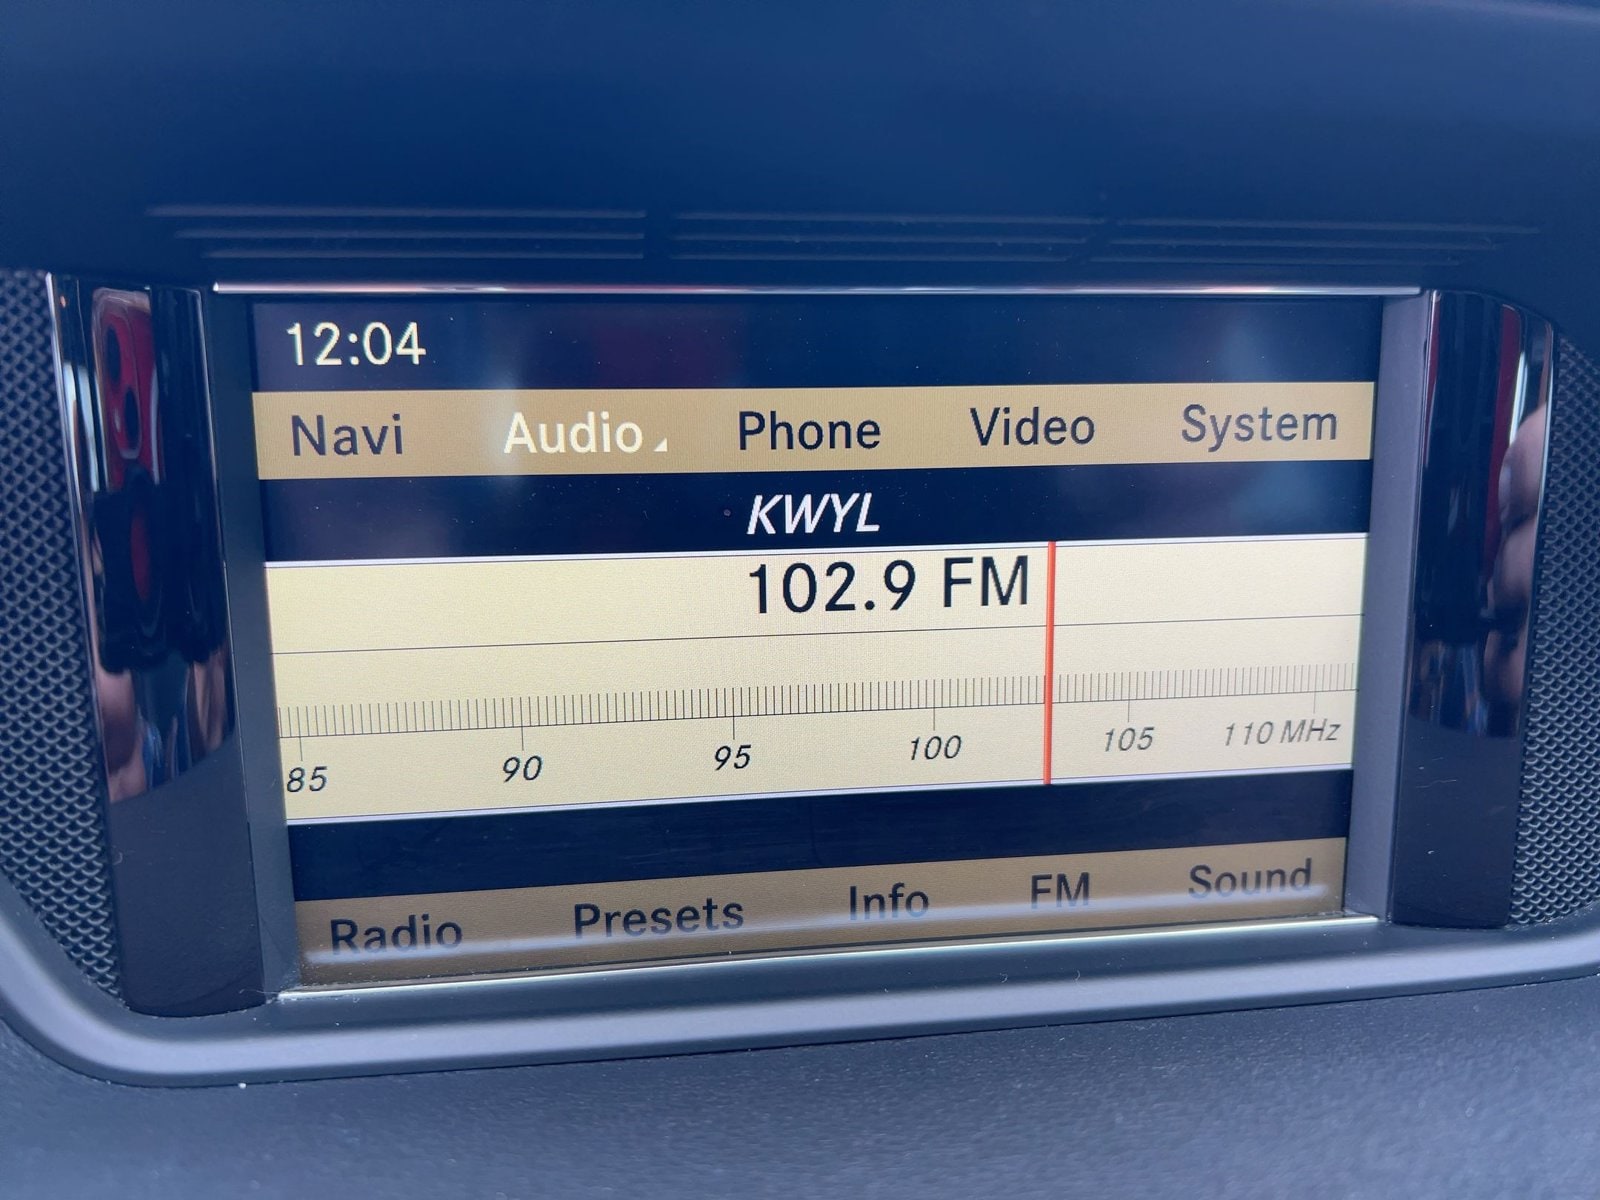 12:04
Navi Audio Phone Video System
KWYL
102.9 FM
85 90 95 100 105 110 MHz
Radio Presets Info FM Sound